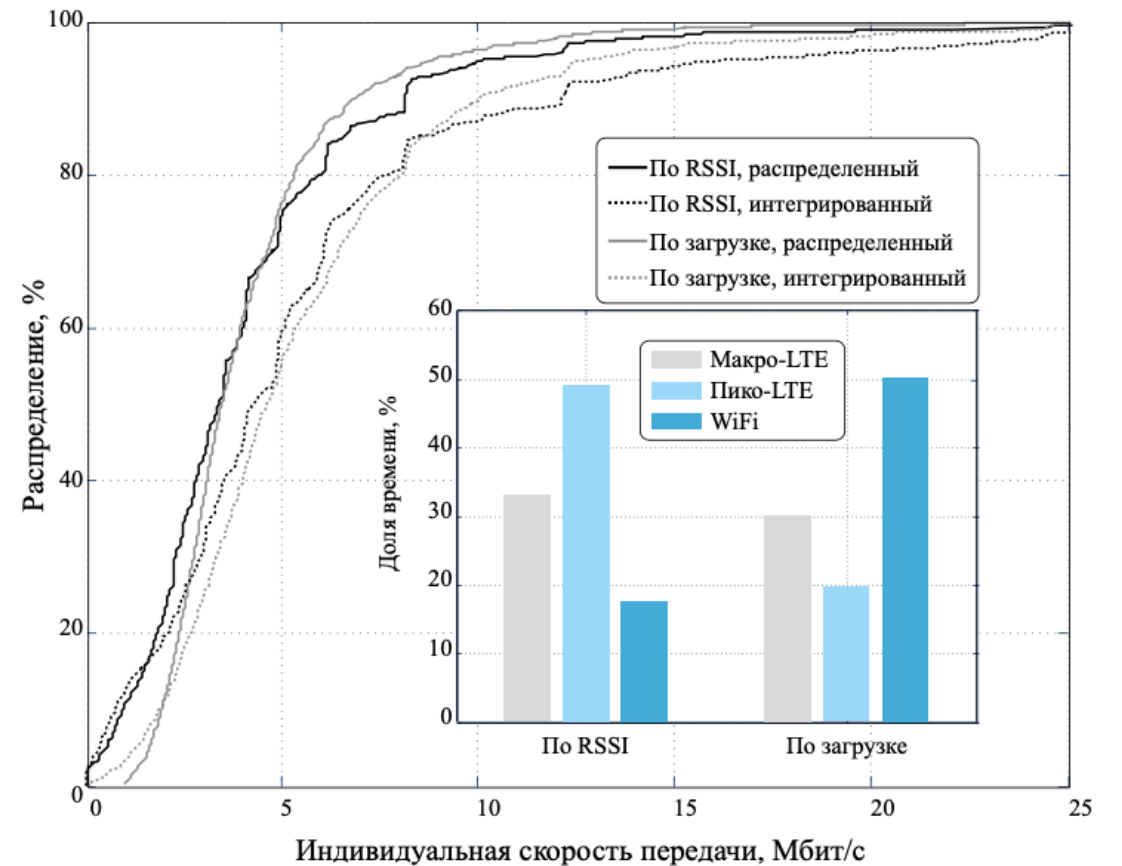 100
80
60
40
20
0
Распределение, %
По RSSI, распределенный
По RSSI, интегрированный
По загрузке, распределенный
По загрузке, интегрированный
60
50
40
30
20
10
0
Доля времени, %
Макро-LTE
Пико-LTE
WiFi
По RSSI По загрузке
0 5 10 15 20 25
Индивидуальная скорость передачи, Мбит/с